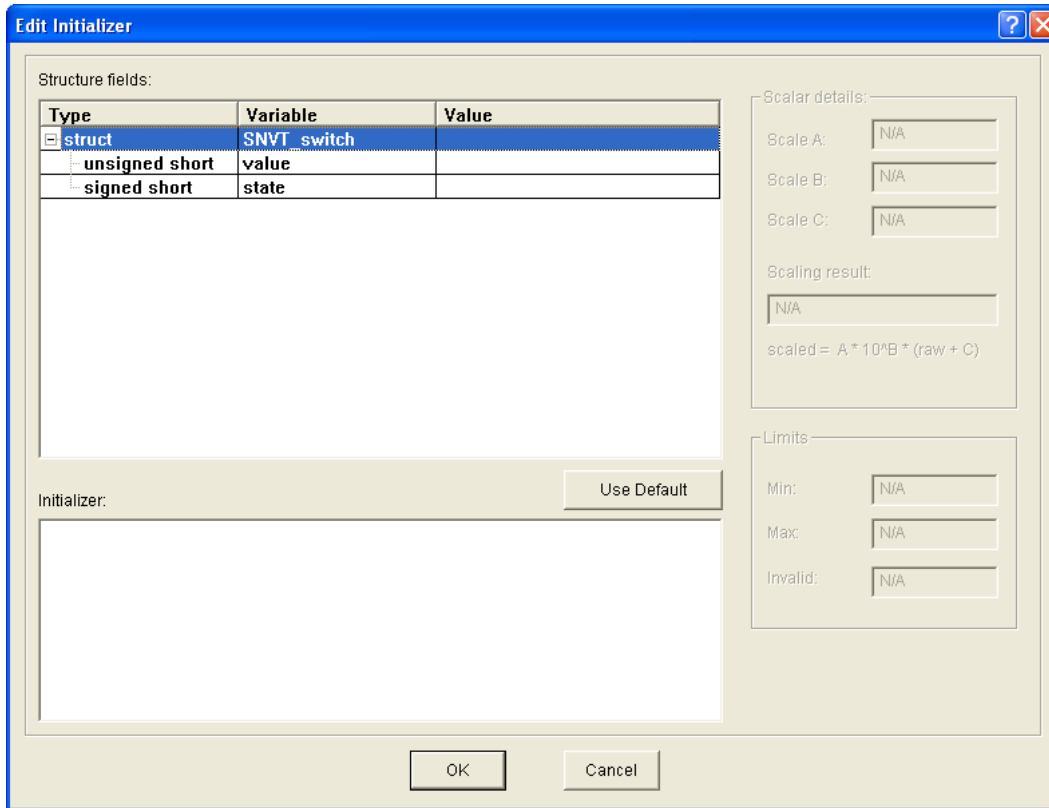 Edit Initializer
Structure fields:
Type Variable Value
struct SNVT_switch
unsigned short value
signed short state
Use Default
Initializer:
Scalar details:
Scale A: N/A
Scale B: N/A
Scale C: N/A
Scaling result:
N/A
scaled = A * 10^B * (raw + C)
Limits
Min: N/A
Max: N/A
Invalid: N/A
OK Cancel